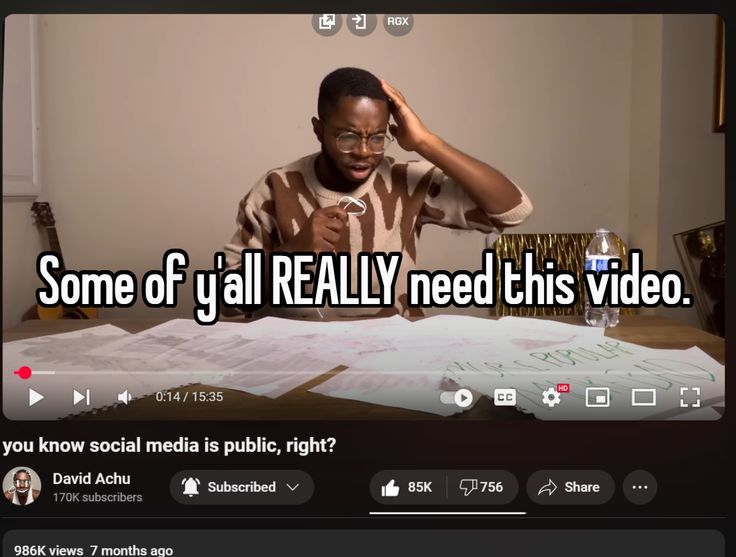 RGX
Some of y'all REALLY need this video.
0:14 / 15:35
CC
HD
you know social media is public, right?
David Achu
170K subscribers
Subscribed
85K
756
Share
986K views 7 months ago